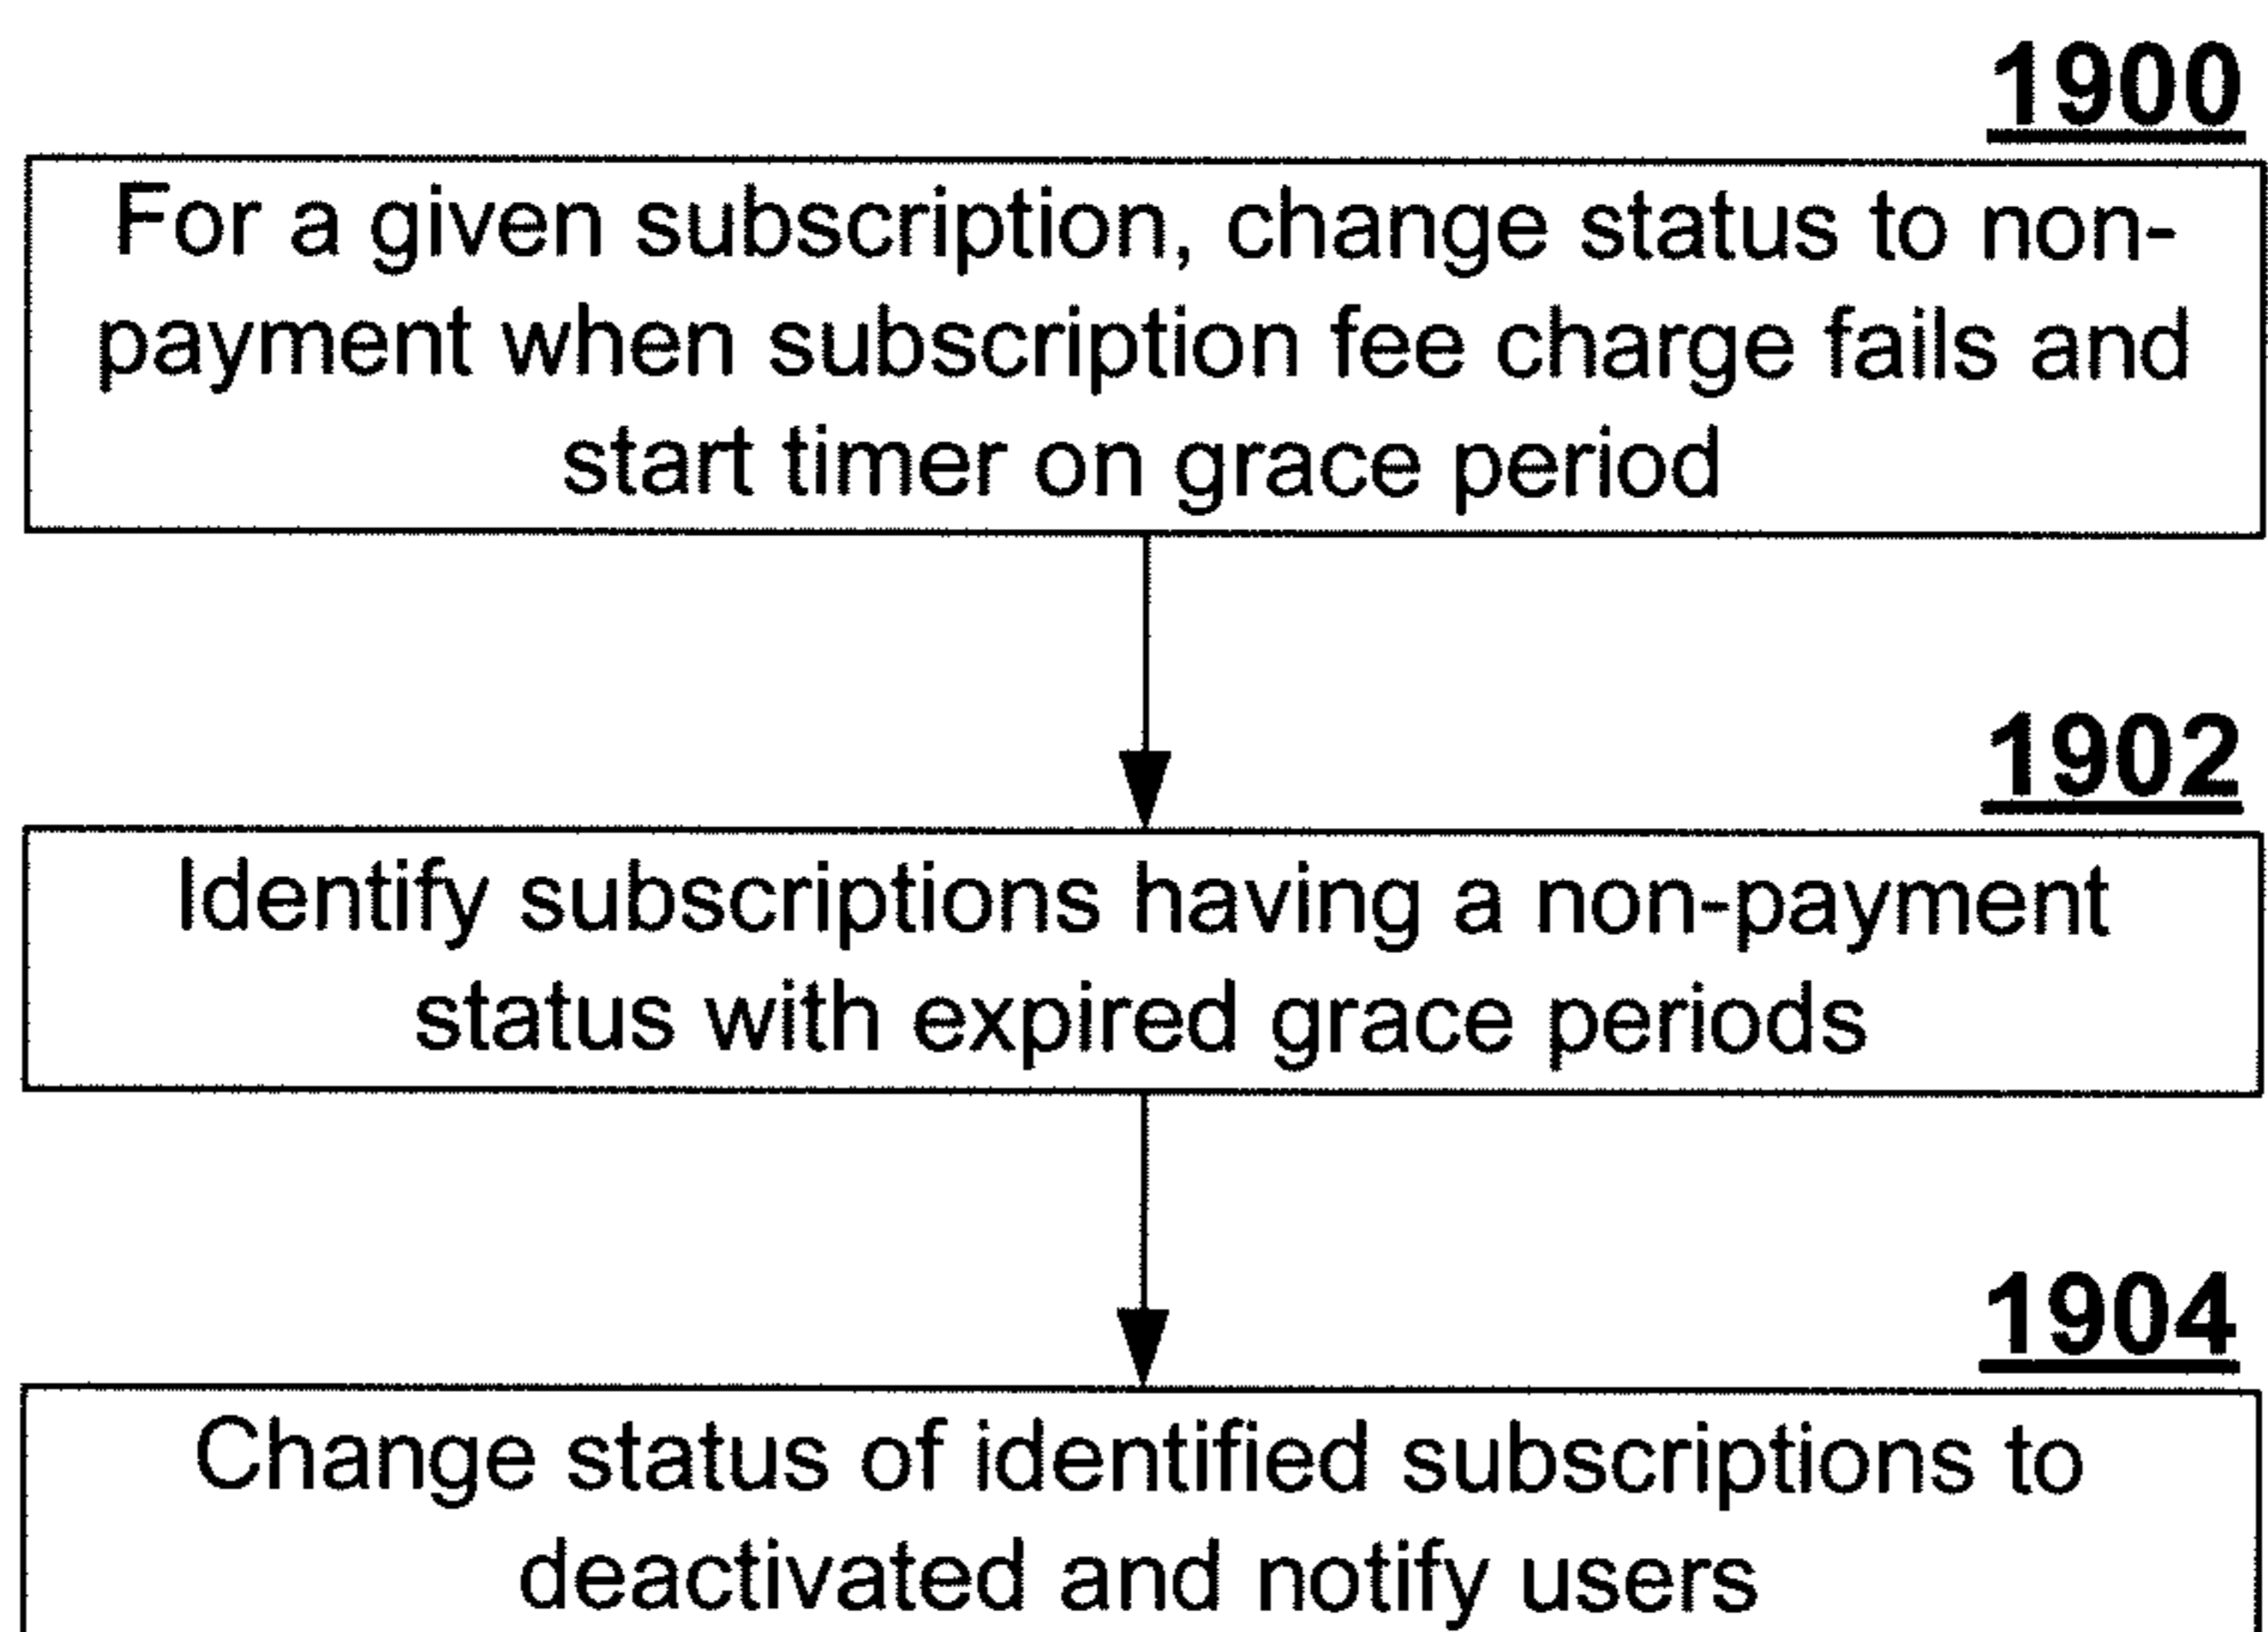 1900
For a given subscription, change status to non-
payment when subscription fee charge fails and
start timer on grace period
1902
Identify subscriptions having a non-payment
status with expired grace periods
1904
Change status of identified subscriptions to
deactivated and notify users